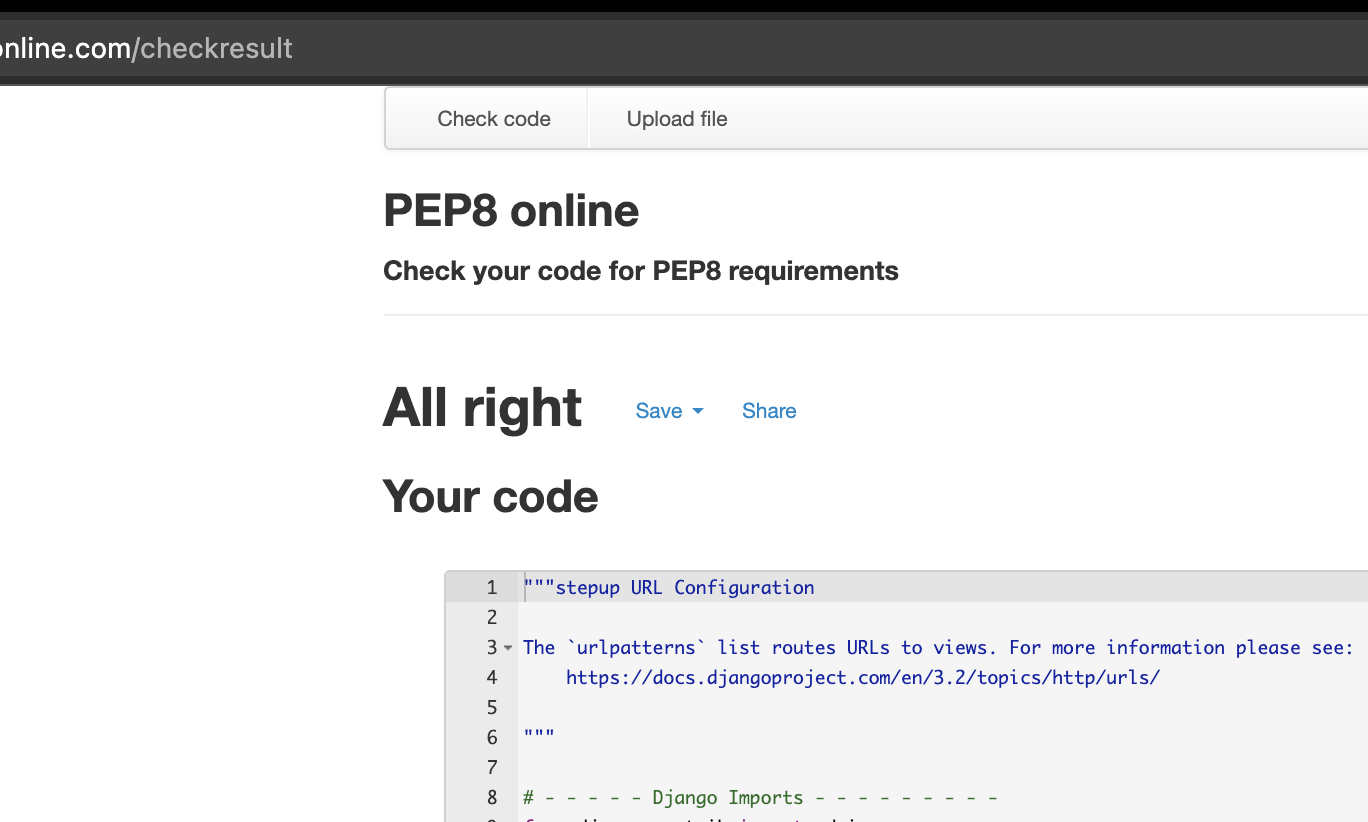 nline.com/checkresult
Check code Upload file
PEP8 online
Check your code for PEP8 requirements
All right Save Share
Your code
1 """stepup URL Configuration
2
3 The `urlpatterns` list routes URLs to views. For more information please see:
4 https://docs.djangoproject.com/en/3.2/topics/http/urls/
5
6 """
7
8 # - - - - - Django Imports - - - - - - - - -